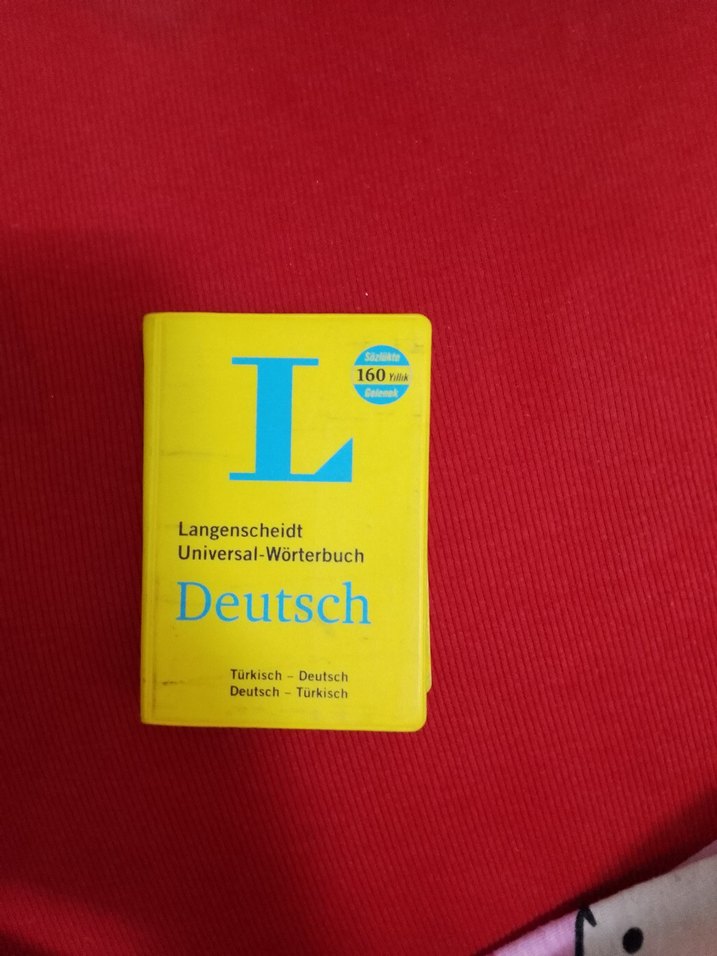 L
Sözlükte
160 Yıllık
Gelenek
Langenscheidt
Universal-Wörterbuch
Deutsch
Türkisch – Deutsch
Deutsch – Türkisch